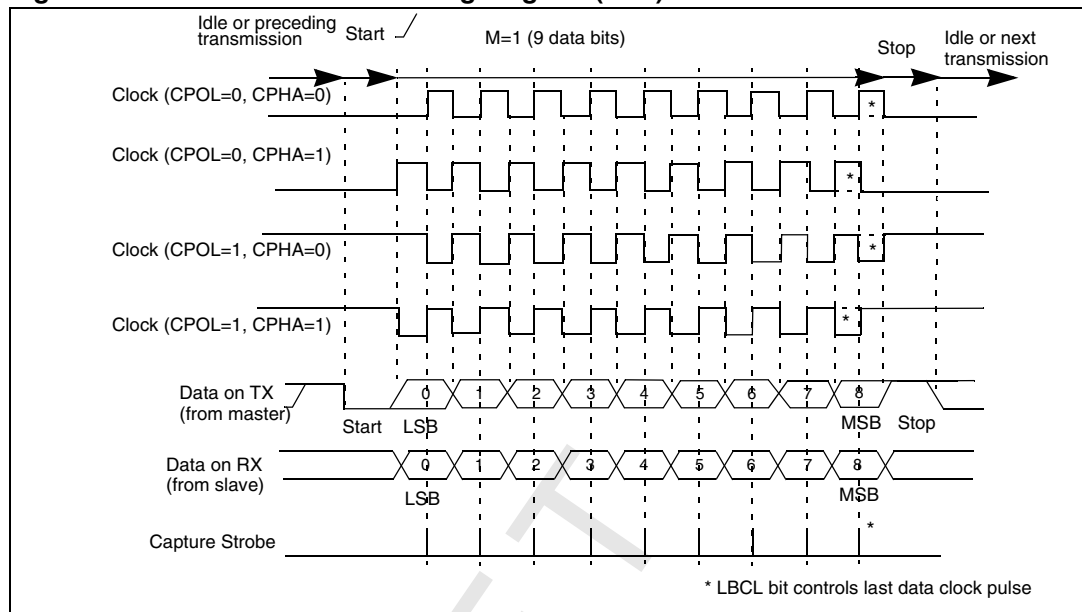 Idle or preceding
transmission
Start
M=1 (9 data bits)
Stop
Idle or next
transmission
Clock (CPOL=0, CPHA=0)
*
Clock (CPOL=0, CPHA=1)
*
Clock (CPOL=1, CPHA=0)
*
Clock (CPOL=1, CPHA=1)
*
Data on TX
(from master)
0 1 2 3 4 5 6 7 8
Start LSB MSB Stop
Data on RX
(from slave)
0 1 2 3 4 5 6 7 8
LSB MSB
Capture Strobe
*
* LBCL bit controls last data clock pulse